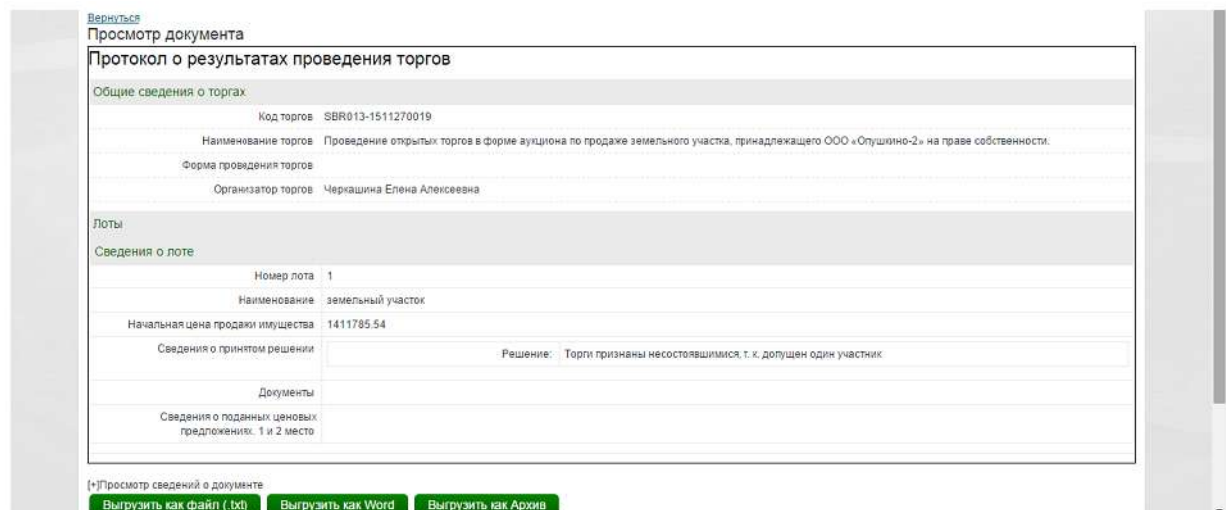 Вернуться
Просмотр документа
Протокол о результатах проведения торгов
Общие сведения о торгах
Код торгов SBR013-1511270019
Наименование торгов Проведение открытых торгов в форме аукциона по продаже земельного участка, принадлежащего ООО «Опушкино-2» на праве собственности.
Форма проведения торгов
Организатор торгов Черкашина Елена Алексеевна
Лоты
Сведения о лоте
Номер лота 1
Наименование земельный участок
Начальная цена продажи имущества 1411785.54
Сведения о принятом решении Решение: Торги признаны несостоявшимися, т. к. допущен один участник
Документы
Сведения о поданных ценовых
предложениях. 1 и 2 место
[+]Просмотр сведений о документе
Выгрузить как файл (.txt) Выгрузить как Word Выгрузить как Архив